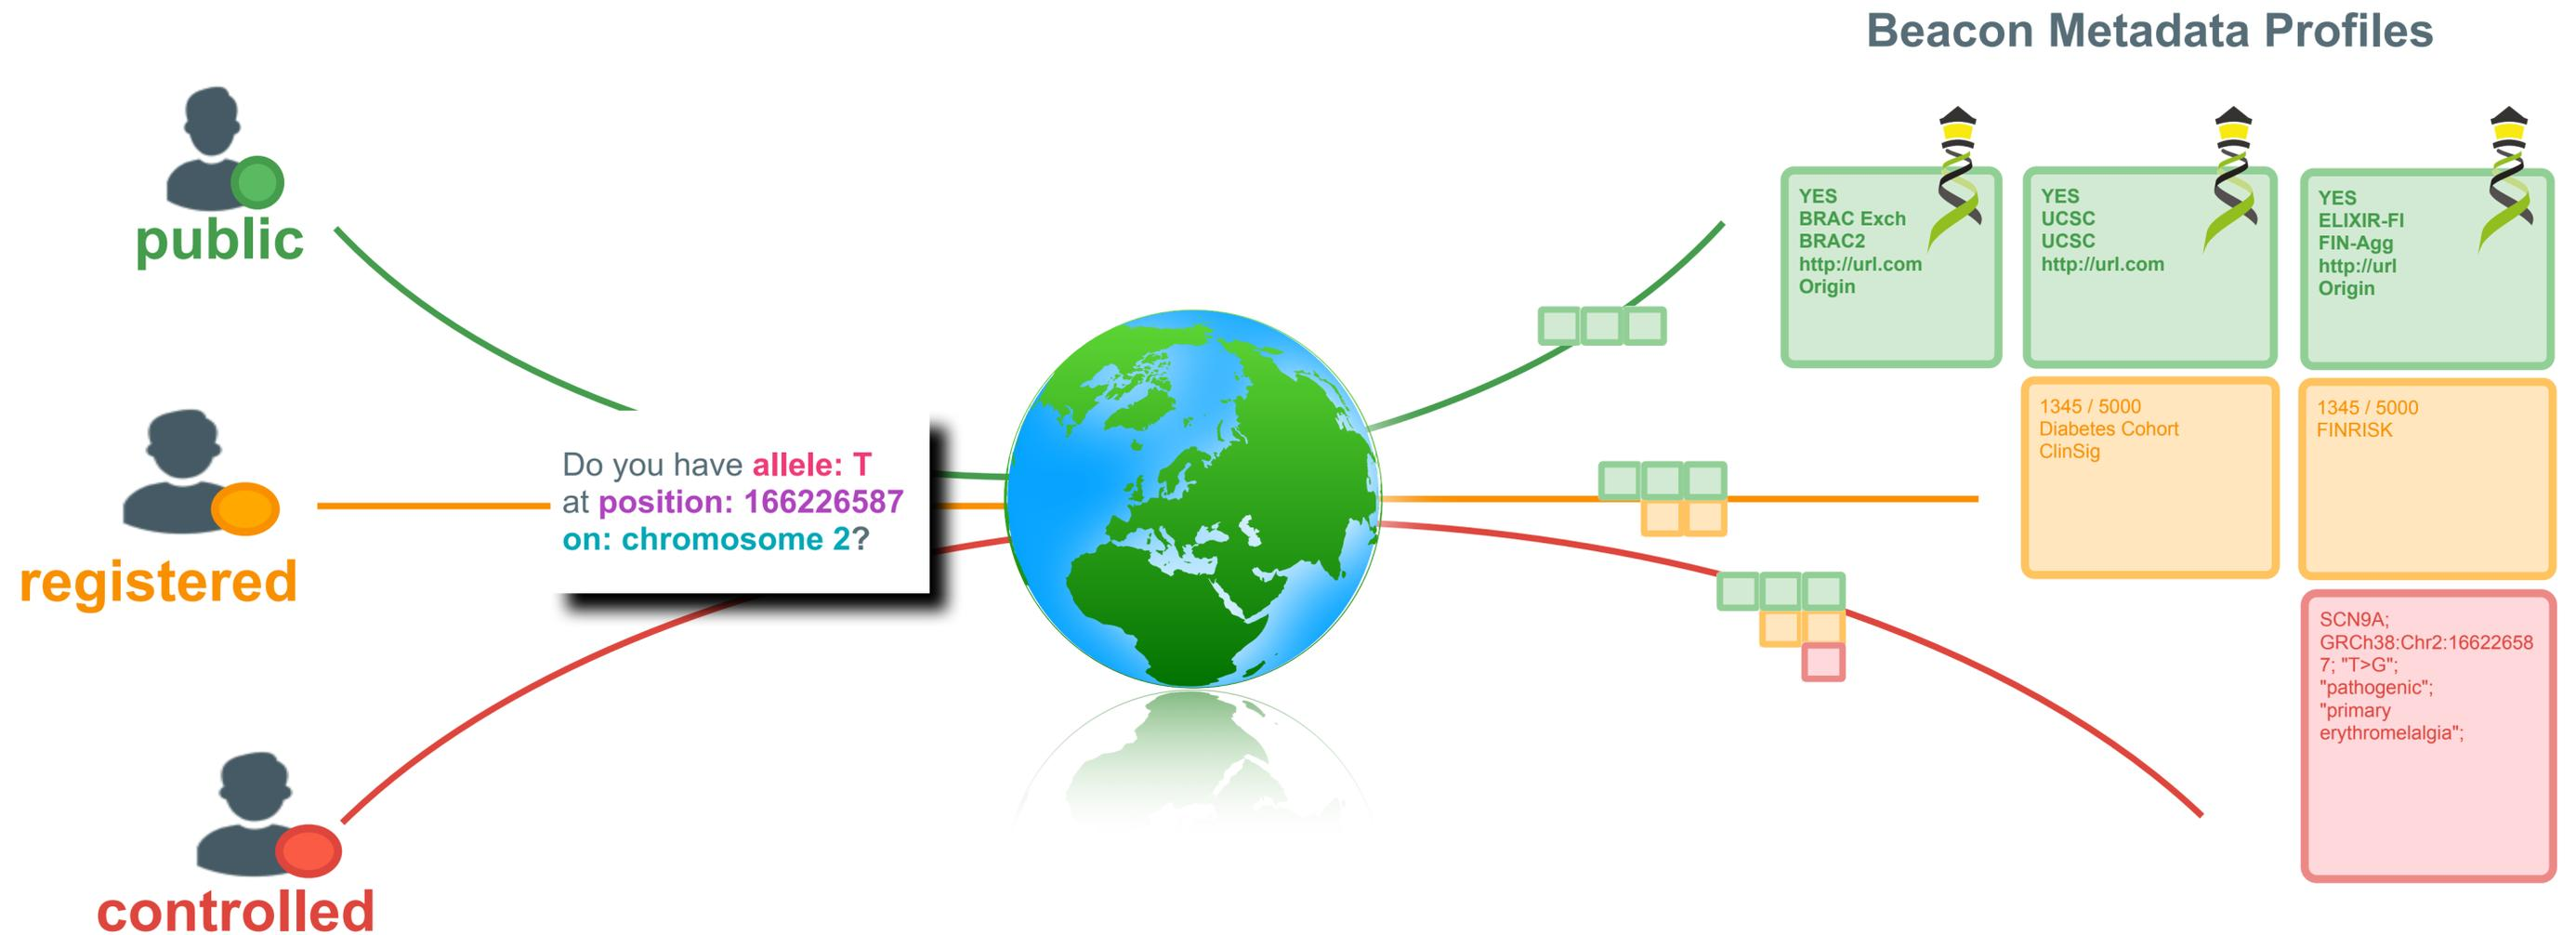 Beacon Metadata Profiles
public
registered
controlled
Do you have allele: T
at position: 166226587
on: chromosome 2?
YES
BRAC Exch
BRAC2
http://url.com
Origin
YES
UCSC
UCSC
http://url.com
YES
ELIXIR-FI
FIN-Agg
http://url
Origin
1345 / 5000
Diabetes Cohort
ClinSig
1345 / 5000
FINRISK
SCN9A;
GRCh38:Chr2:16622658
7; "T>G";
"pathogenic";
"primary
erythromelalgia";